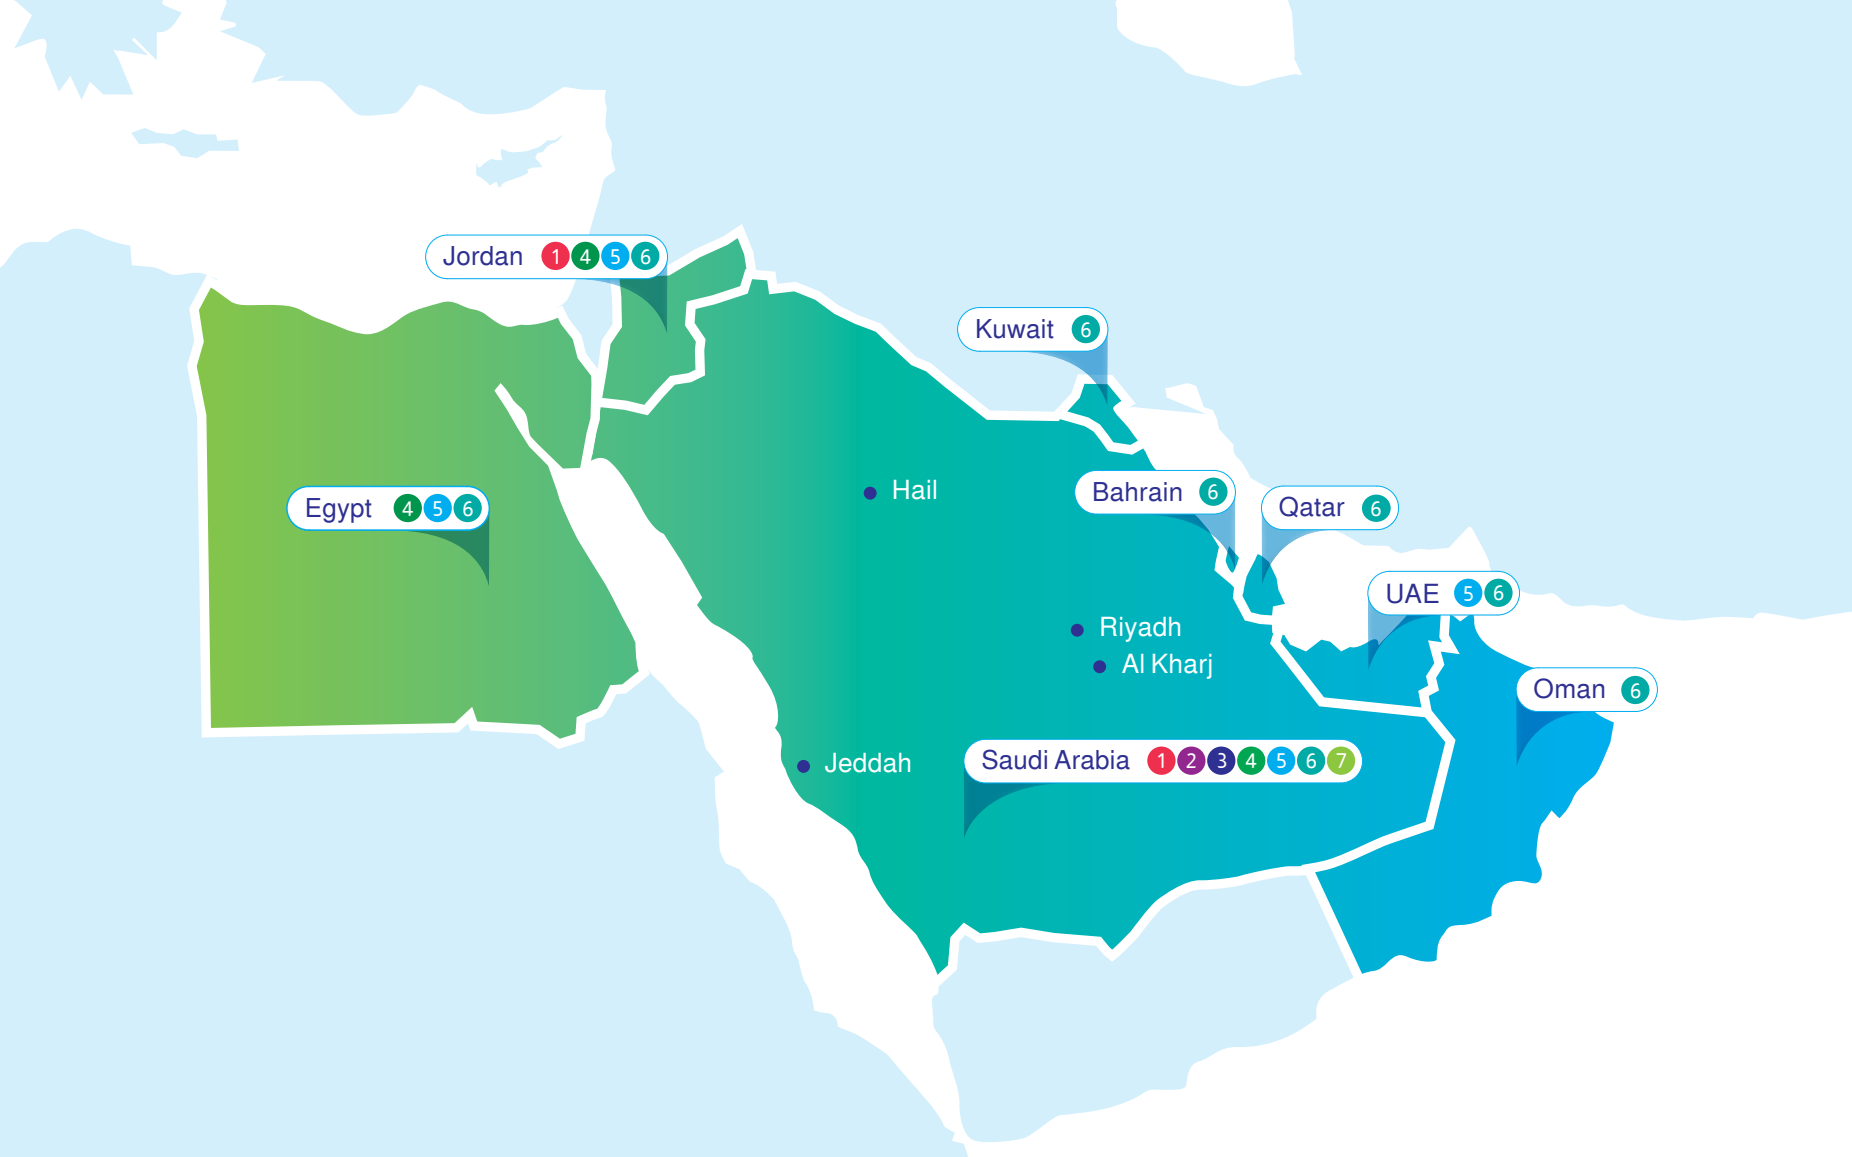 Jordan 1 4 5 6
Kuwait 6
Hail
Bahrain 6
Qatar 6
Egypt 4 5 6
UAE 5 6
Riyadh
Al Kharj
Oman 6
Jeddah
Saudi Arabia 1 2 3 4 5 6 7